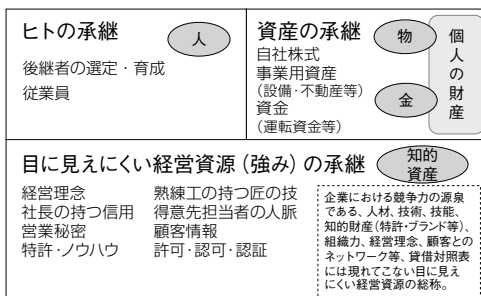 ヒトの承継
人
後継者の選定・育成
従業員
資産の承継
物
自社株式
事業用資産
(設備・不動産等)
資金
(運転資金等)
金
個人の財産
目に見えにくい経営資源(強み)の承継
知的
資産
経営理念
社長の持つ信用
営業秘密
特許・ノウハウ
熟練工の持つ匠の技
得意先担当者の人脈
顧客情報
許可・認可・認証
企業における競争力の源泉
である、人材、技術、技能、
知的財産(特許・ブランド等)、
組織力、経営理念、顧客との
ネットワーク等、貸借対照表
には現れてこない目に見え
にくい経営資源の総称。